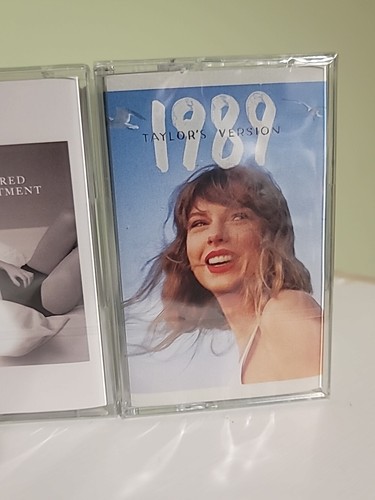 RED
TMENT
1989
TAYLOR'S VERSION